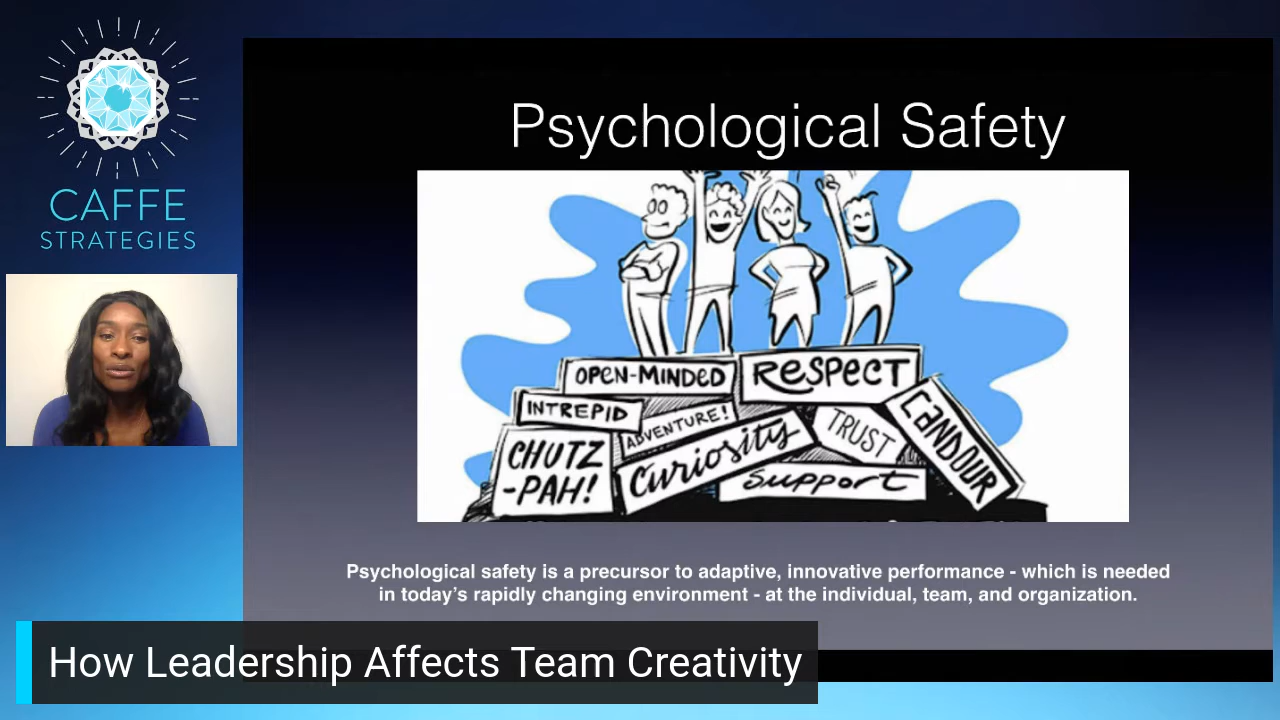 CAFFE
STRATEGIES
Psychological Safety
OPEN-MINDED
RESPECT
INTREPID
ADVENTURE!
CANDOUR
CHUTZ
-PAH!
Curiosity
TRUST
Support
Psychological safety is a precursor to adaptive, innovative performance - which is needed
in today's rapidly changing environment - at the individual, team, and organization.
How Leadership Affects Team Creativity